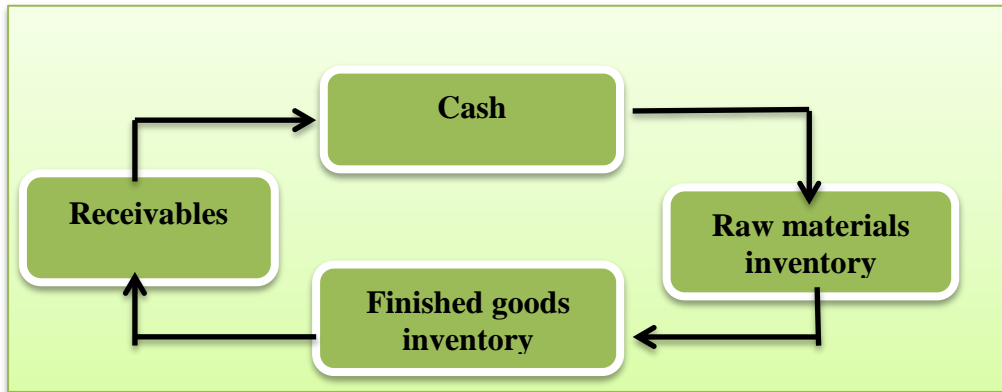 Cash
Receivables
Raw materials
inventory
Finished goods
inventory